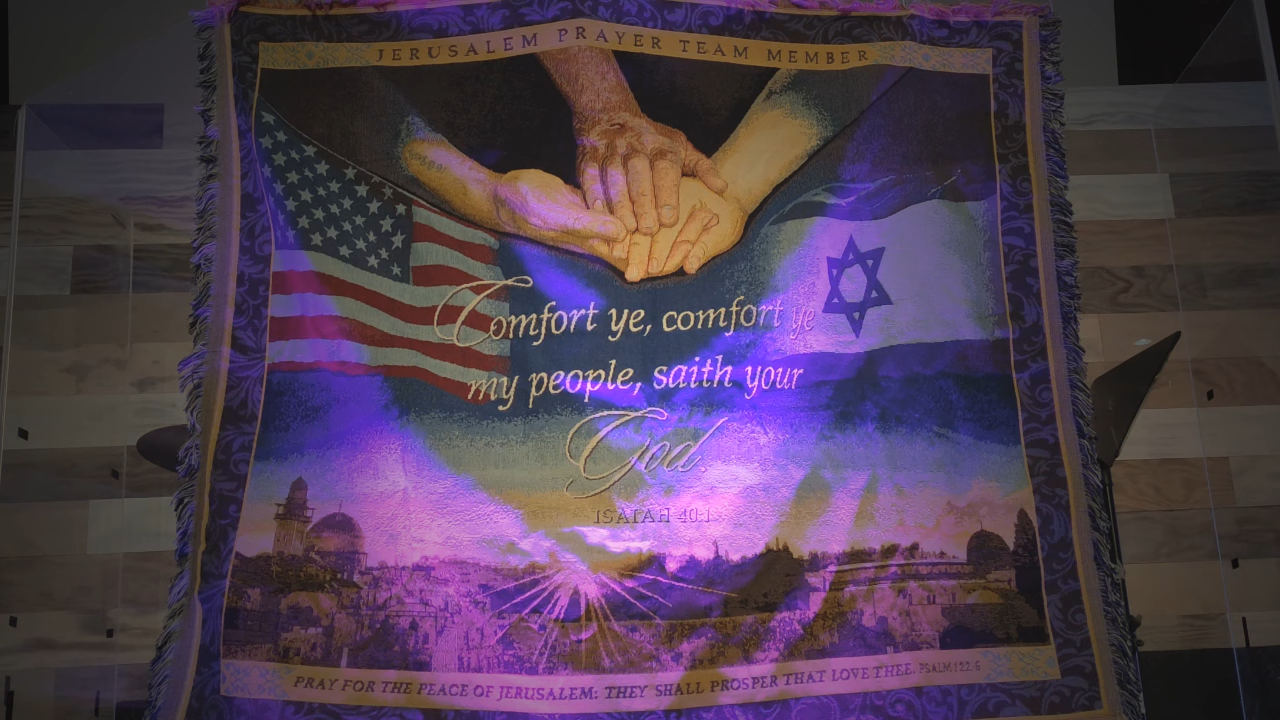 JERUSALEM PRAYER TEAM MEMBER
Comfort ye, comfort ye
my people, saith your
God.
ISAIAH 40:1
PRAY FOR THE PEACE OF JERUSALEM: THEY SHALL PROSPER THAT LOVE THEE. PSALM 122:6